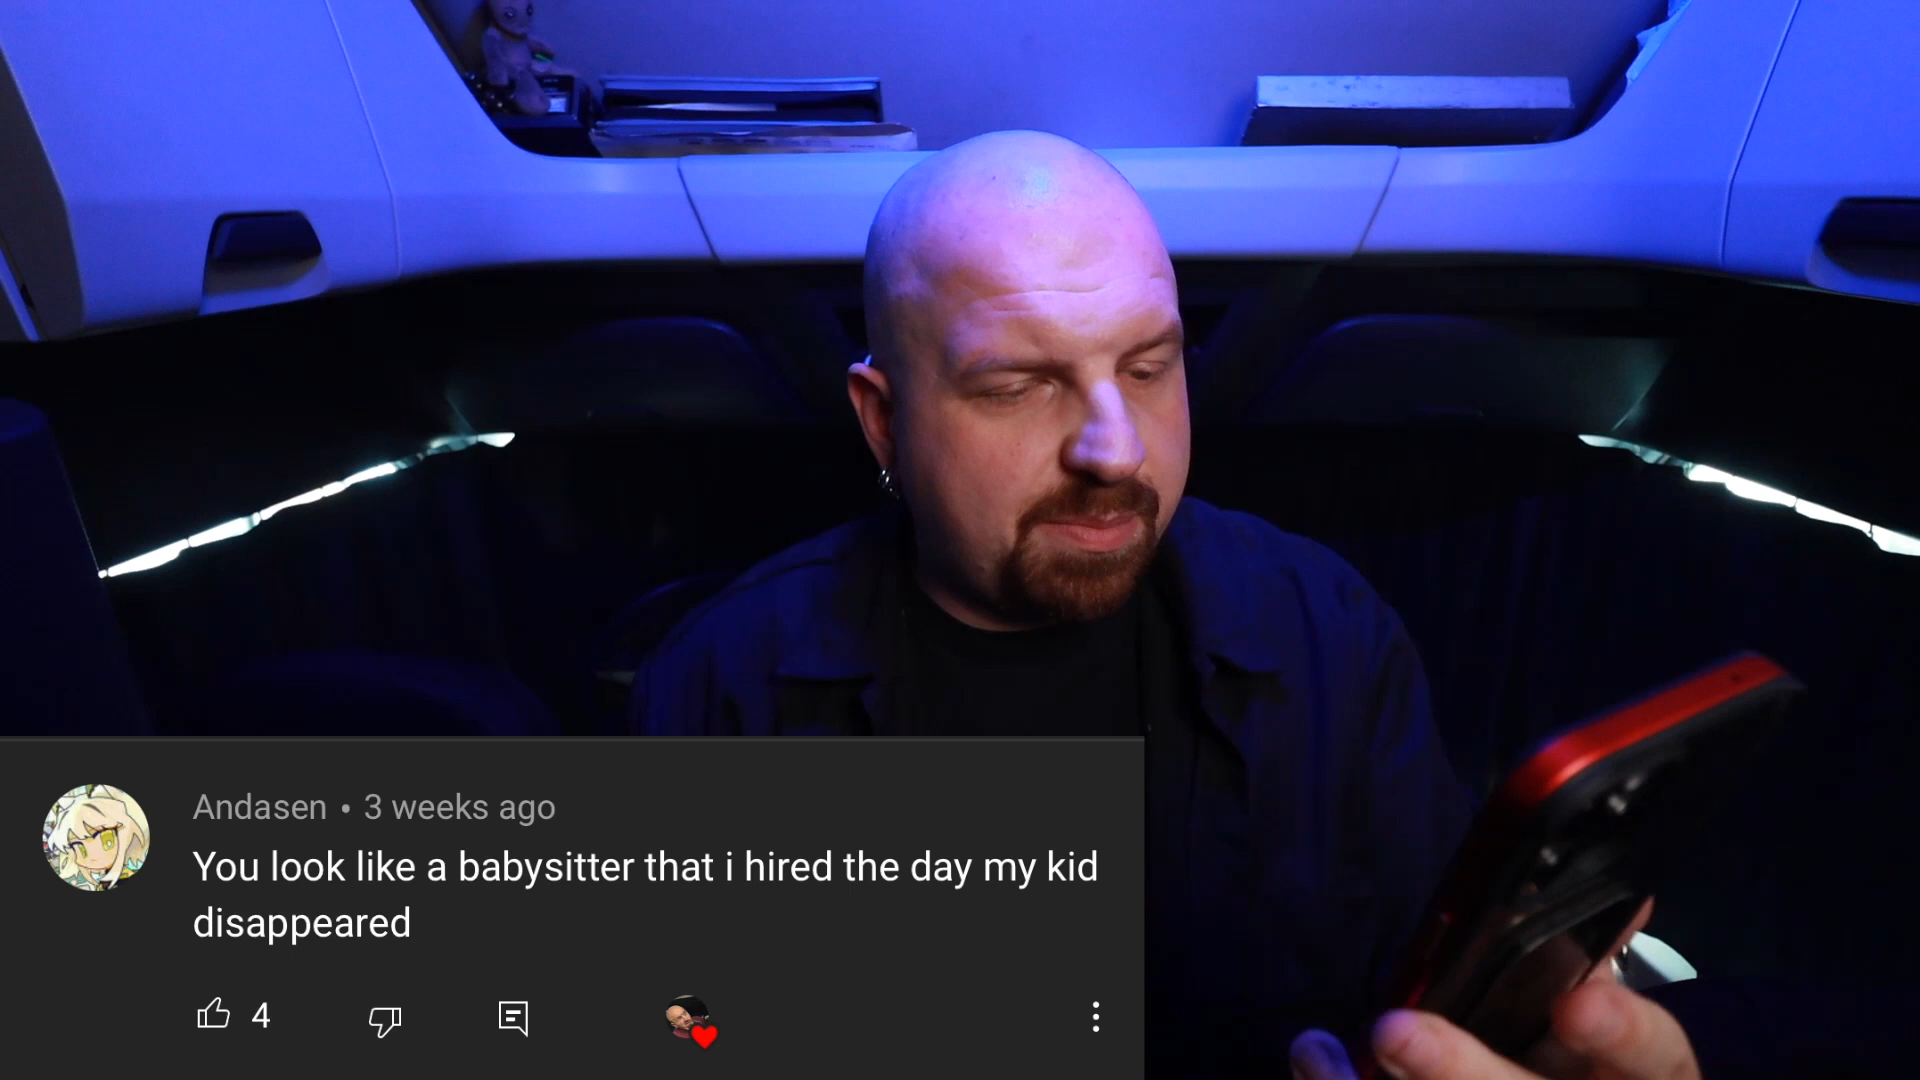 Andasen • 3 weeks ago
You look like a babysitter that i hired the day my kid
disappeared
4